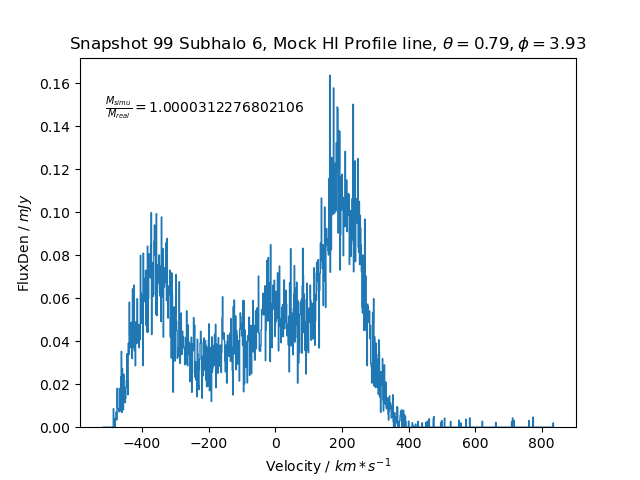 Snapshot 99 Subhalo 6, Mock HI Profile line, θ = 0.79, ϕ = 3.93
M_simu/M_real = 1.0000312276802106
FluxDen / mJy
0.16
0.14
0.12
0.10
0.08
0.06
0.04
0.02
0.00
−400 −200 0 200 400 600 800
Velocity / km * s⁻¹